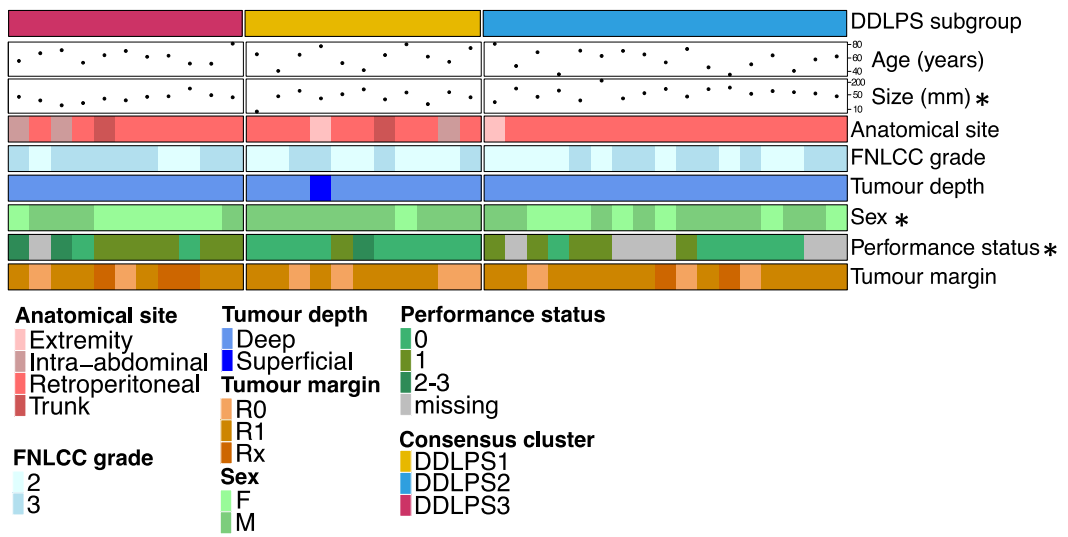 DDLPS subgroup
80
60
40
Age (years)
200
50
10
Size (mm) *
Anatomical site
FNLCC grade
Tumour depth
Sex *
Performance status *
Tumour margin
Anatomical site
Extremity
Intra−abdominal
Retroperitoneal
Trunk
FNLCC grade
2
3
Tumour depth
Deep
Superficial
Tumour margin
R0
R1
Rx
Sex
F
M
Performance status
0
1
2-3
missing
Consensus cluster
DDLPS1
DDLPS2
DDLPS3